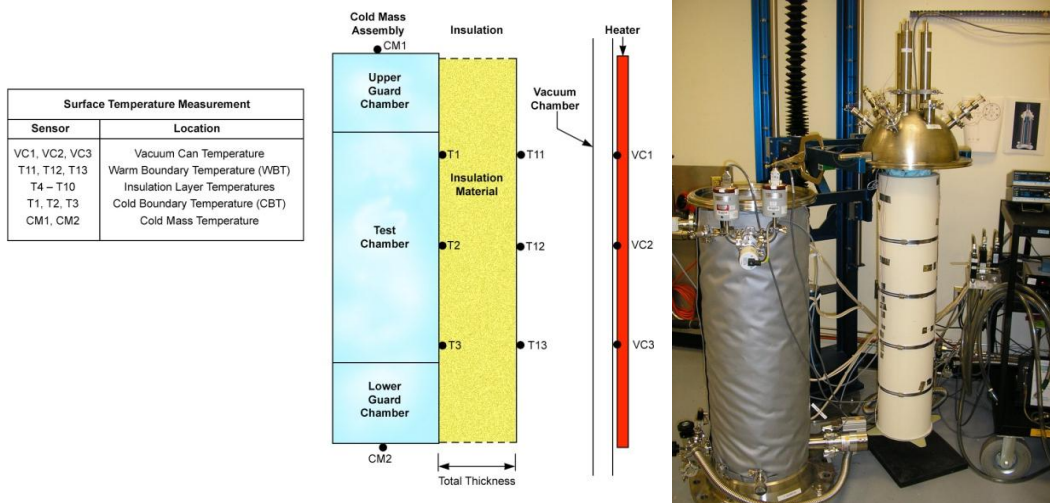 Surface Temperature Measurement
Sensor Location
VC1, VC2, VC3 Vacuum Can Temperature
T11, T12, T13 Warm Boundary Temperature (WBT)
T4 – T10 Insulation Layer Temperatures
T1, T2, T3 Cold Boundary Temperature (CBT)
CM1, CM2 Cold Mass Temperature
Cold Mass
Assembly
Insulation
Heater
CM1
Upper
Guard
Chamber
Vacuum
Chamber
T1
T11
VC1
Insulation
Material
Test
Chamber
T2
T12
VC2
T3
T13
VC3
Lower
Guard
Chamber
CM2
Total Thickness